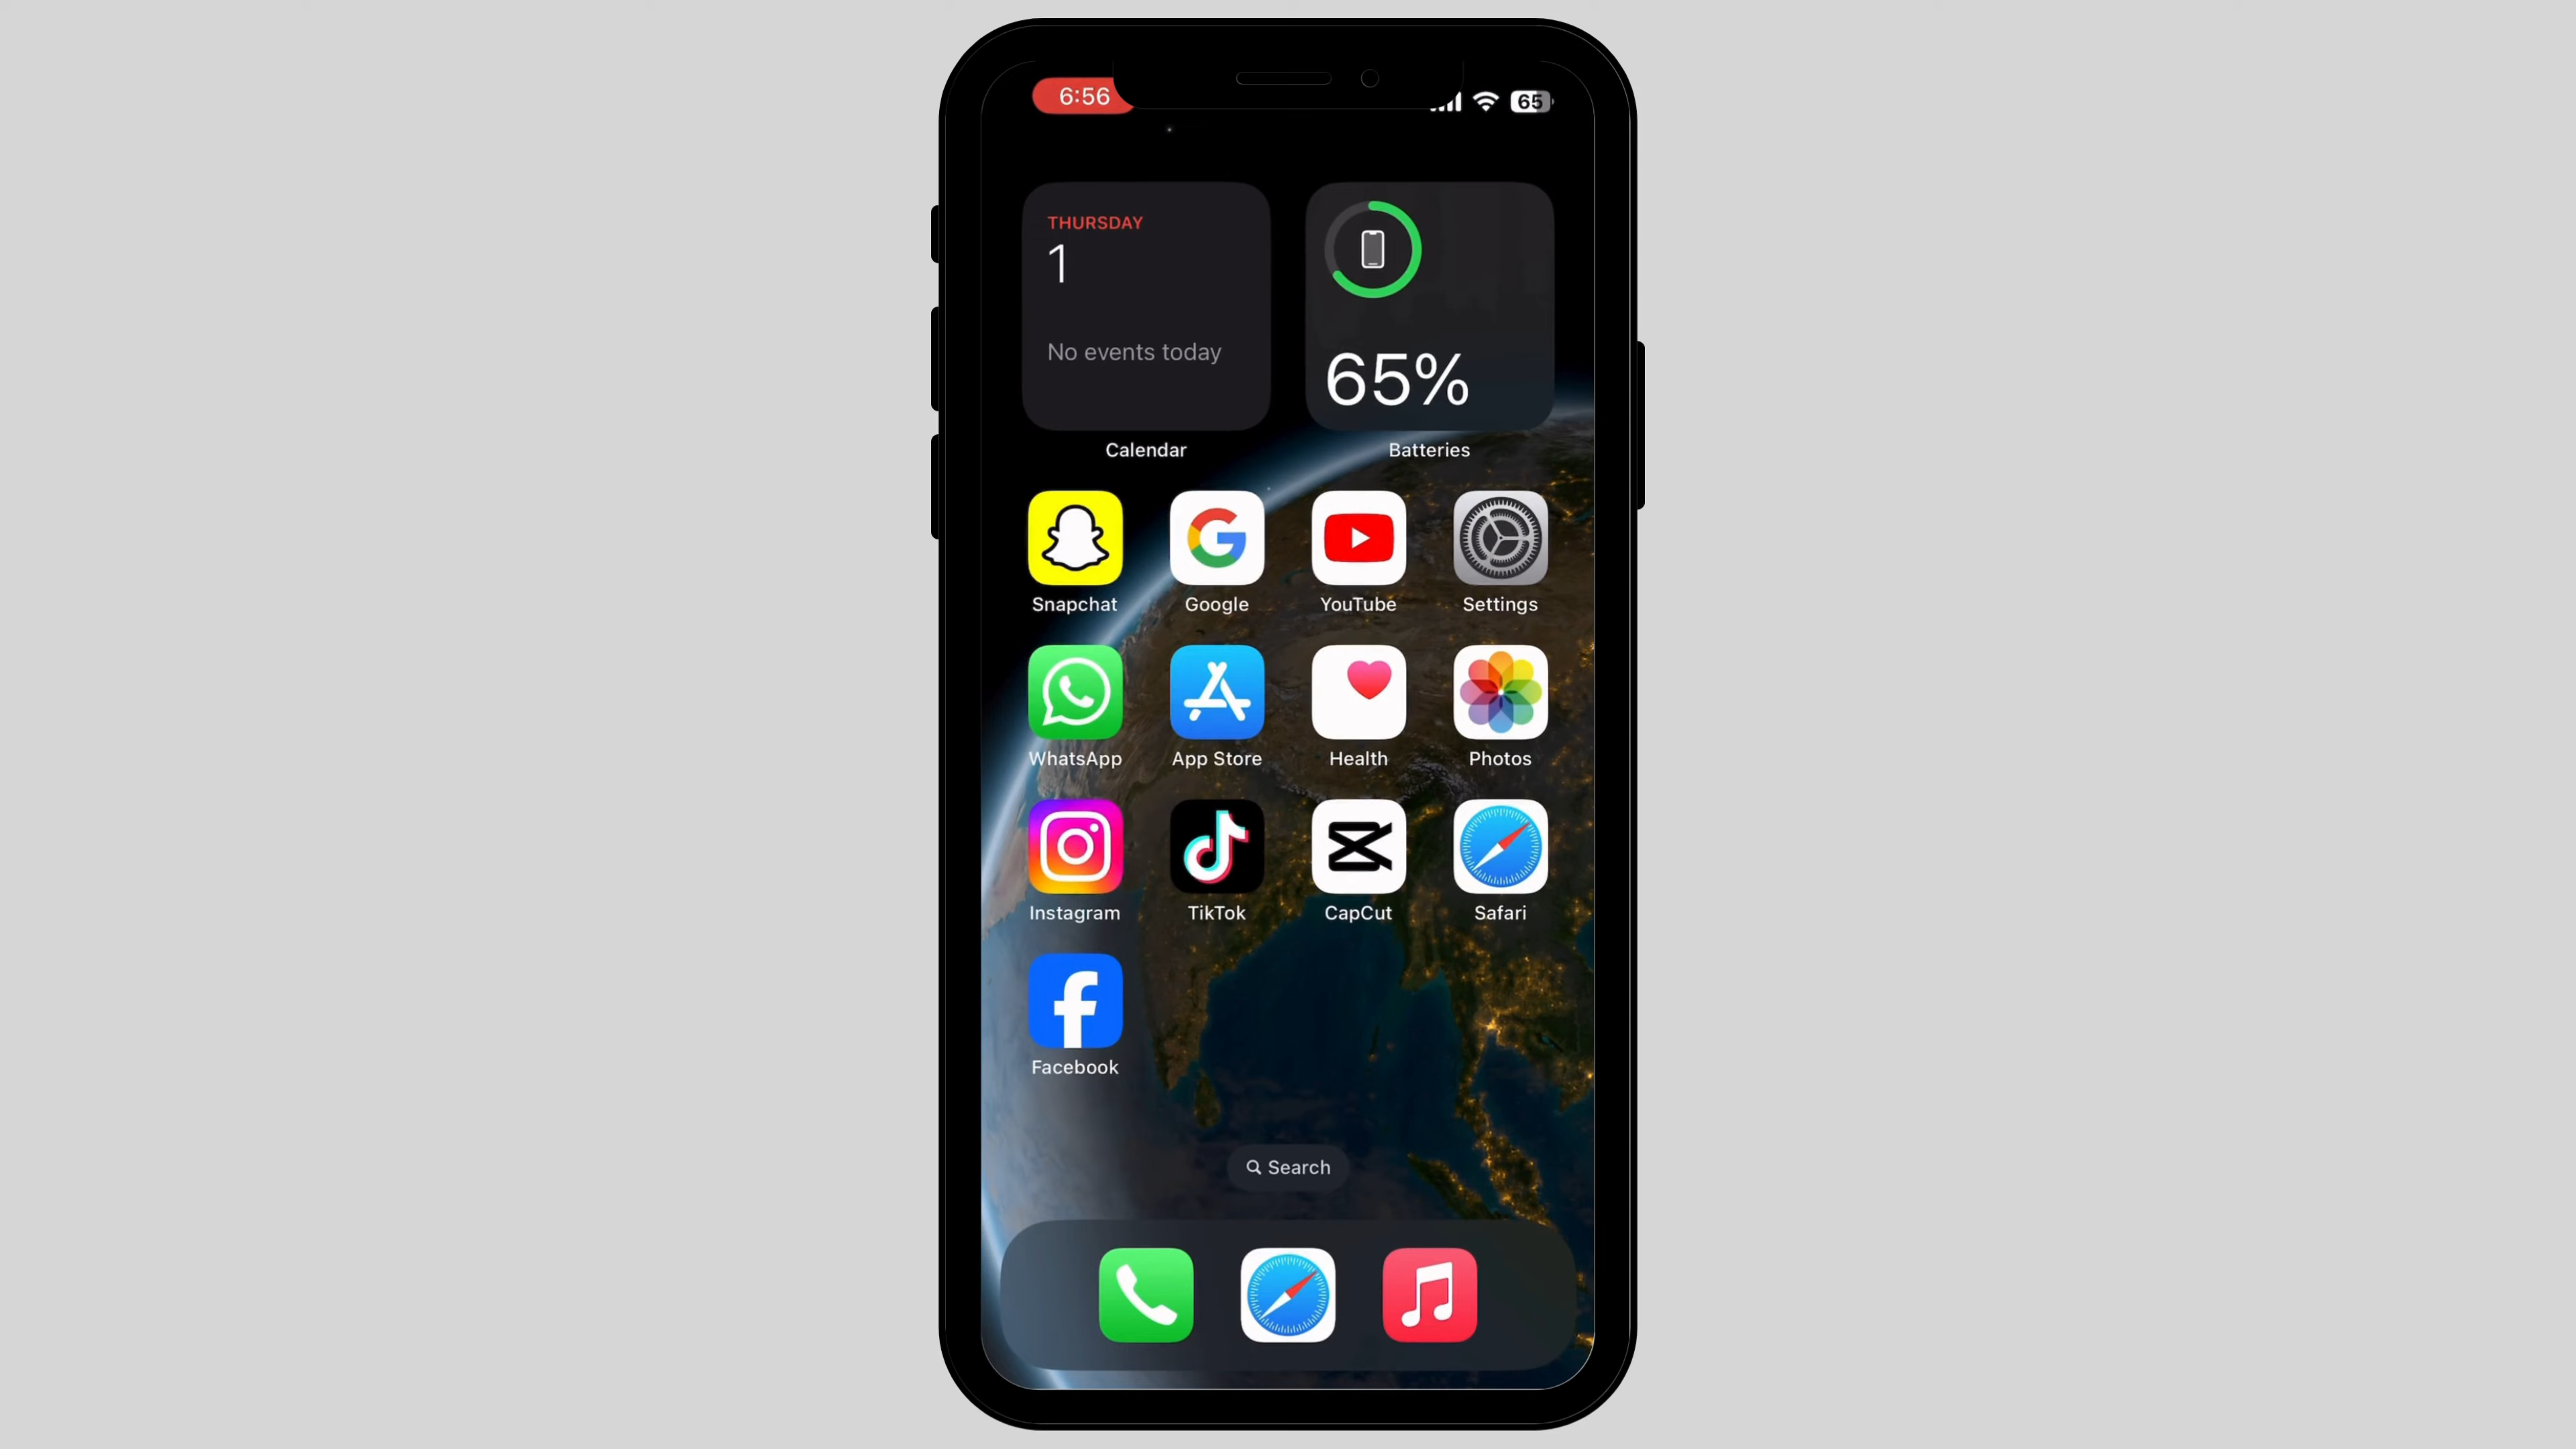 6:56
65
THURSDAY
1
No events today
65%
Calendar
Batteries
Snapchat
Google
YouTube
Settings
WhatsApp
App Store
Health
Photos
Instagram
TikTok
CapCut
Safari
Facebook
Search